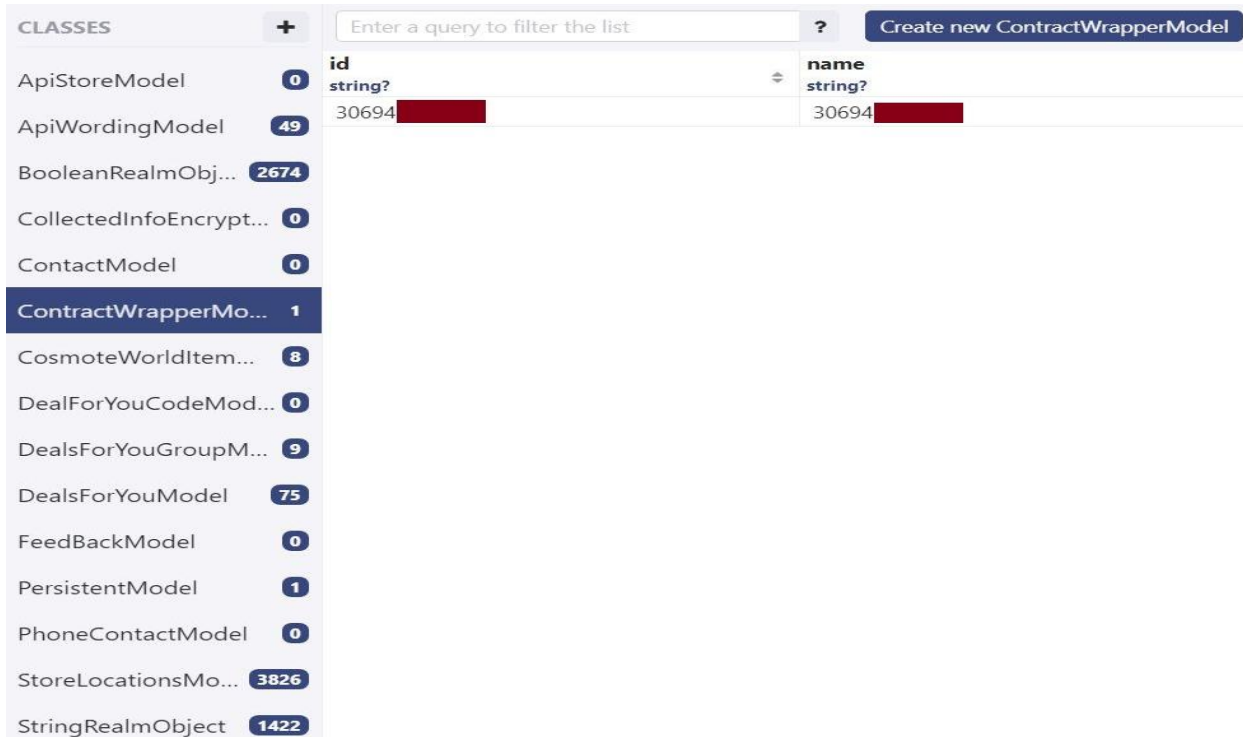 CLASSES
+
ApiStoreModel 0
ApiWordingModel 49
BooleanRealmObj... 2674
CollectedInfoEncrypt... 0
ContactModel 0
ContractWrapperMo... 1
CosmoteWorldItem... 8
DealForYouCodeMod... 0
DealsForYouGroupM... 9
DealsForYouModel 75
FeedBackModel 0
PersistentModel 1
PhoneContactModel 0
StoreLocationsMo... 3826
StringRealmObject 1422
Enter a query to filter the list
?
Create new ContractWrapperModel
id name
string? string?
30694 30694